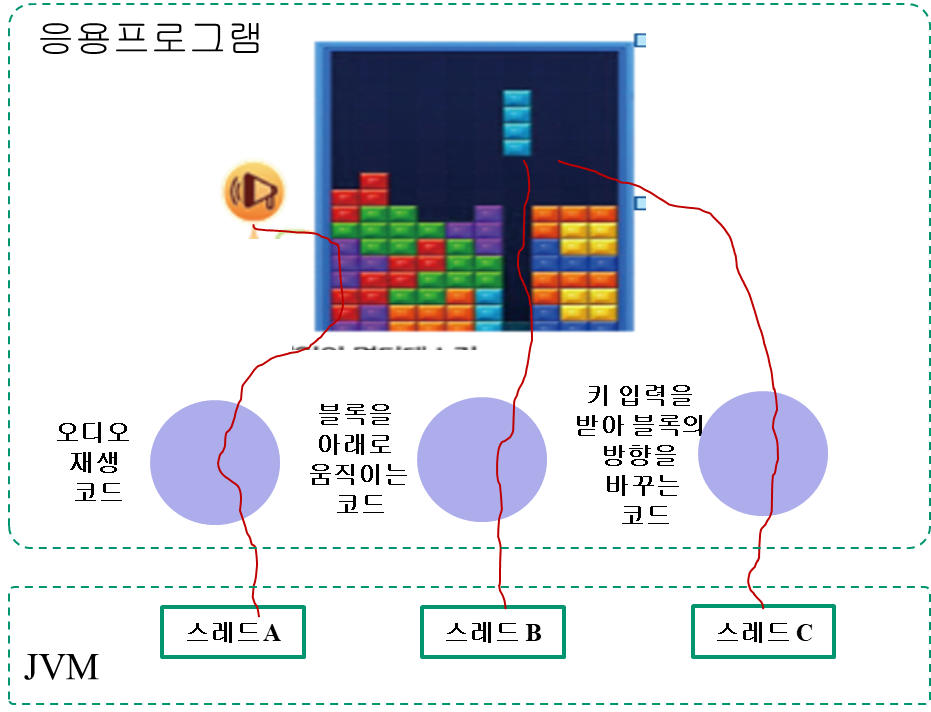 응용프로그램
오디오
재생
코드
블록을
아래로
움직이는
코드
키 입력을
받아 블록의
방향을
바꾸는
코드
스레드 A
스레드 B
스레드 C
JVM